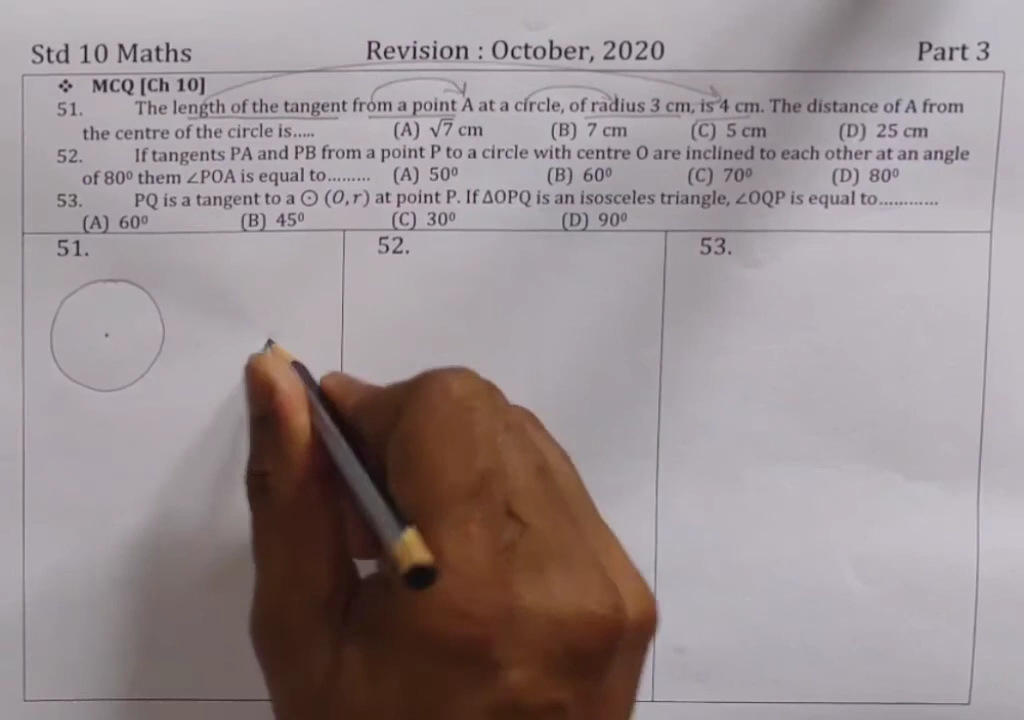 Std 10 Maths Revision : October, 2020 Part 3
❖ MCQ [Ch 10]
51. The length of the tangent from a point A at a circle, of radius 3 cm, is 4 cm. The distance of A from
the centre of the circle is..... (A) √7 cm (B) 7 cm (C) 5 cm (D) 25 cm
52. If tangents PA and PB from a point P to a circle with centre O are inclined to each other at an angle
of 80⁰ them ∠POA is equal to......... (A) 50⁰ (B) 60⁰ (C) 70⁰ (D) 80⁰
53. PQ is a tangent to a ⊙ (O, r) at point P. If ΔOPQ is an isosceles triangle, ∠OQP is equal to............
(A) 60⁰ (B) 45⁰ (C) 30⁰ (D) 90⁰
51. 52. 53.